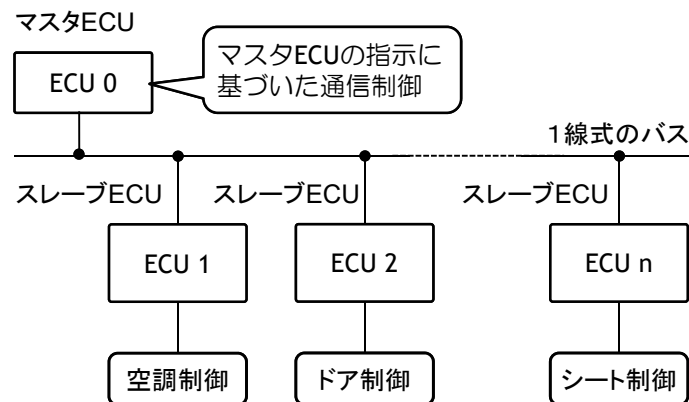 マスタECU
ECU 0
マスタECUの指示に
基づいた通信制御
1線式のバス
スレーブECU
スレーブECU
スレーブECU
ECU 1
ECU 2
ECU n
空調制御
ドア制御
シート制御